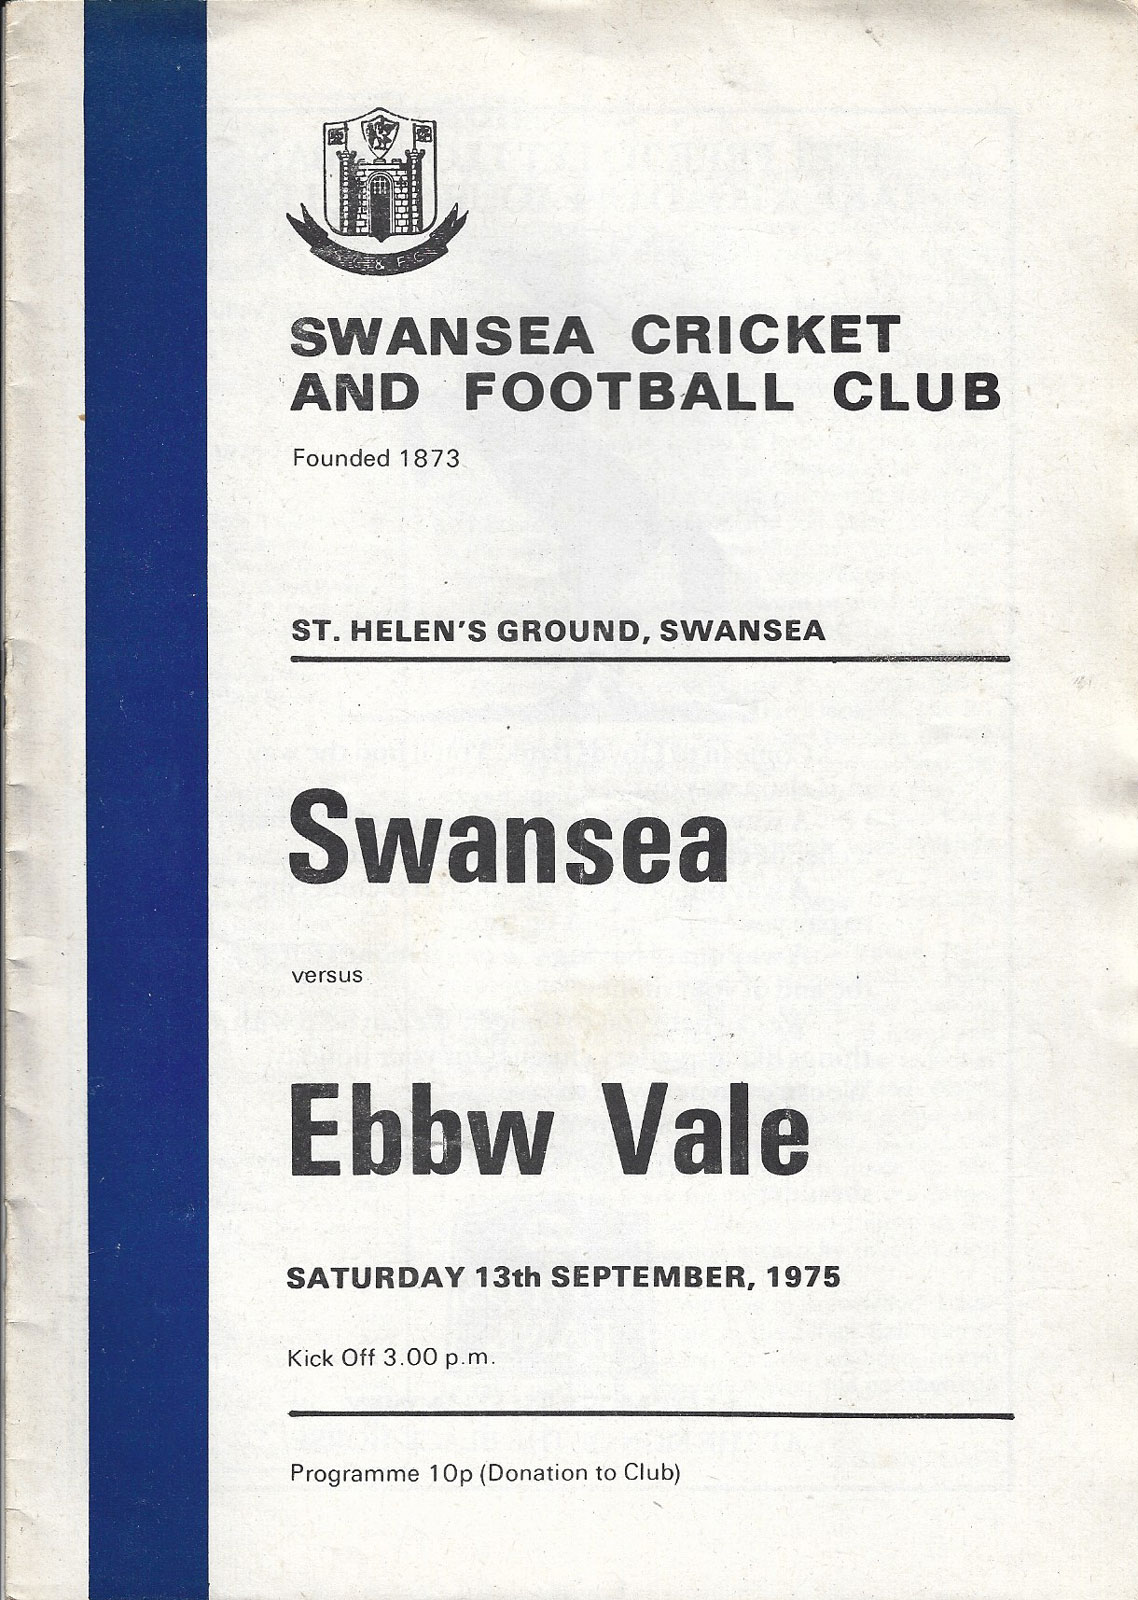 S.C. & F.C.
SWANSEA CRICKET
AND FOOTBALL CLUB
Founded 1873
ST. HELEN'S GROUND, SWANSEA
Swansea
versus
Ebbw Vale
SATURDAY 13th SEPTEMBER, 1975
Kick Off 3.00 p.m.
Programme 10p (Donation to Club)